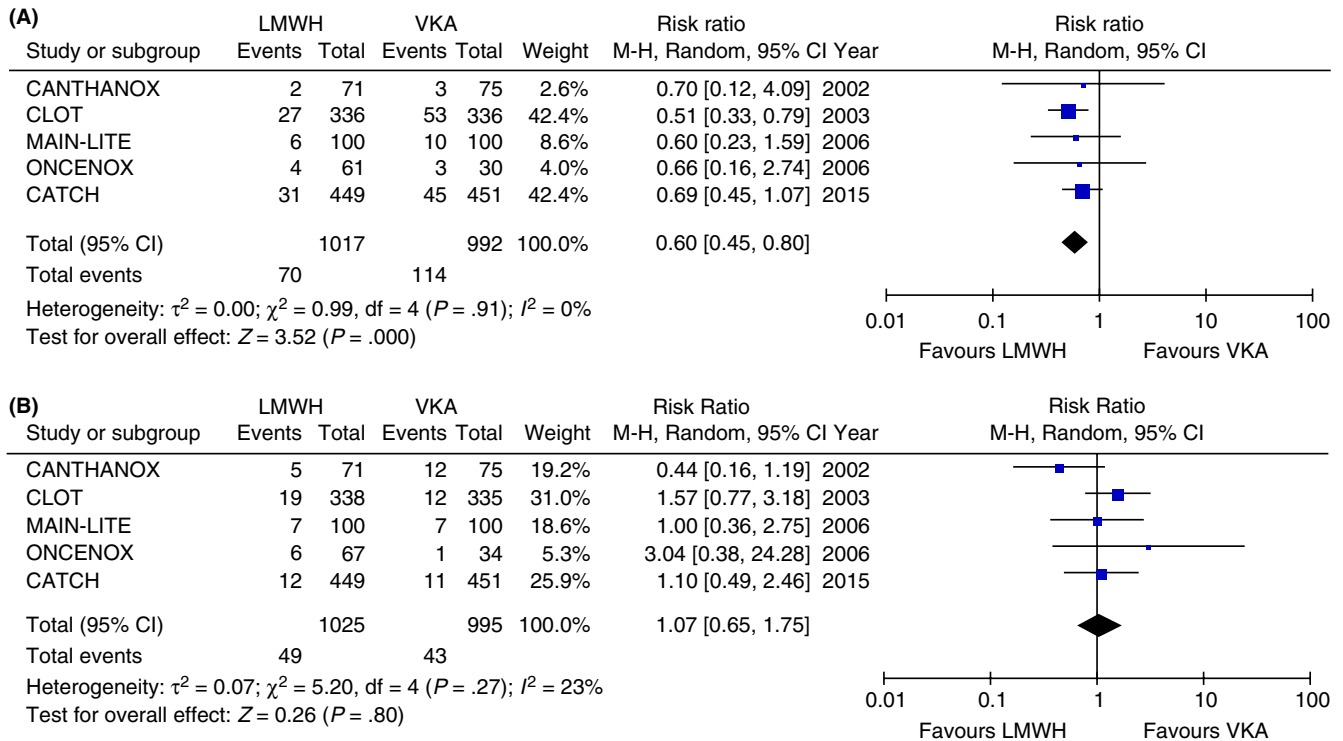 (A)
LMWH VKA Risk ratio Risk ratio
Study or subgroup Events Total Events Total Weight M-H, Random, 95% CI Year M-H, Random, 95% CI
CANTHANOX 2 71 3 75 2.6% 0.70 [0.12, 4.09] 2002
CLOT 27 336 53 336 42.4% 0.51 [0.33, 0.79] 2003
MAIN-LITE 6 100 10 100 8.6% 0.60 [0.23, 1.59] 2006
ONCENOX 4 61 3 30 4.0% 0.66 [0.16, 2.74] 2006
CATCH 31 449 45 451 42.4% 0.69 [0.45, 1.07] 2015
Total (95% CI) 1017 992 100.0% 0.60 [0.45, 0.80]
Total events 70 114
Heterogeneity: τ² = 0.00; χ² = 0.99, df = 4 (P = .91); I² = 0%
Test for overall effect: Z = 3.52 (P = .000)
0.01 0.1 1 10 100
Favours LMWH Favours VKA
(B)
LMWH VKA Risk Ratio Risk Ratio
Study or subgroup Events Total Events Total Weight M-H, Random, 95% CI Year M-H, Random, 95% CI
CANTHANOX 5 71 12 75 19.2% 0.44 [0.16, 1.19] 2002
CLOT 19 338 12 335 31.0% 1.57 [0.77, 3.18] 2003
MAIN-LITE 7 100 7 100 18.6% 1.00 [0.36, 2.75] 2006
ONCENOX 6 67 1 34 5.3% 3.04 [0.38, 24.28] 2006
CATCH 12 449 11 451 25.9% 1.10 [0.49, 2.46] 2015
Total (95% CI) 1025 995 100.0% 1.07 [0.65, 1.75]
Total events 49 43
Heterogeneity: τ² = 0.07; χ² = 5.20, df = 4 (P = .27); I² = 23%
Test for overall effect: Z = 0.26 (P = .80)
0.01 0.1 1 10 100
Favours LMWH Favours VKA